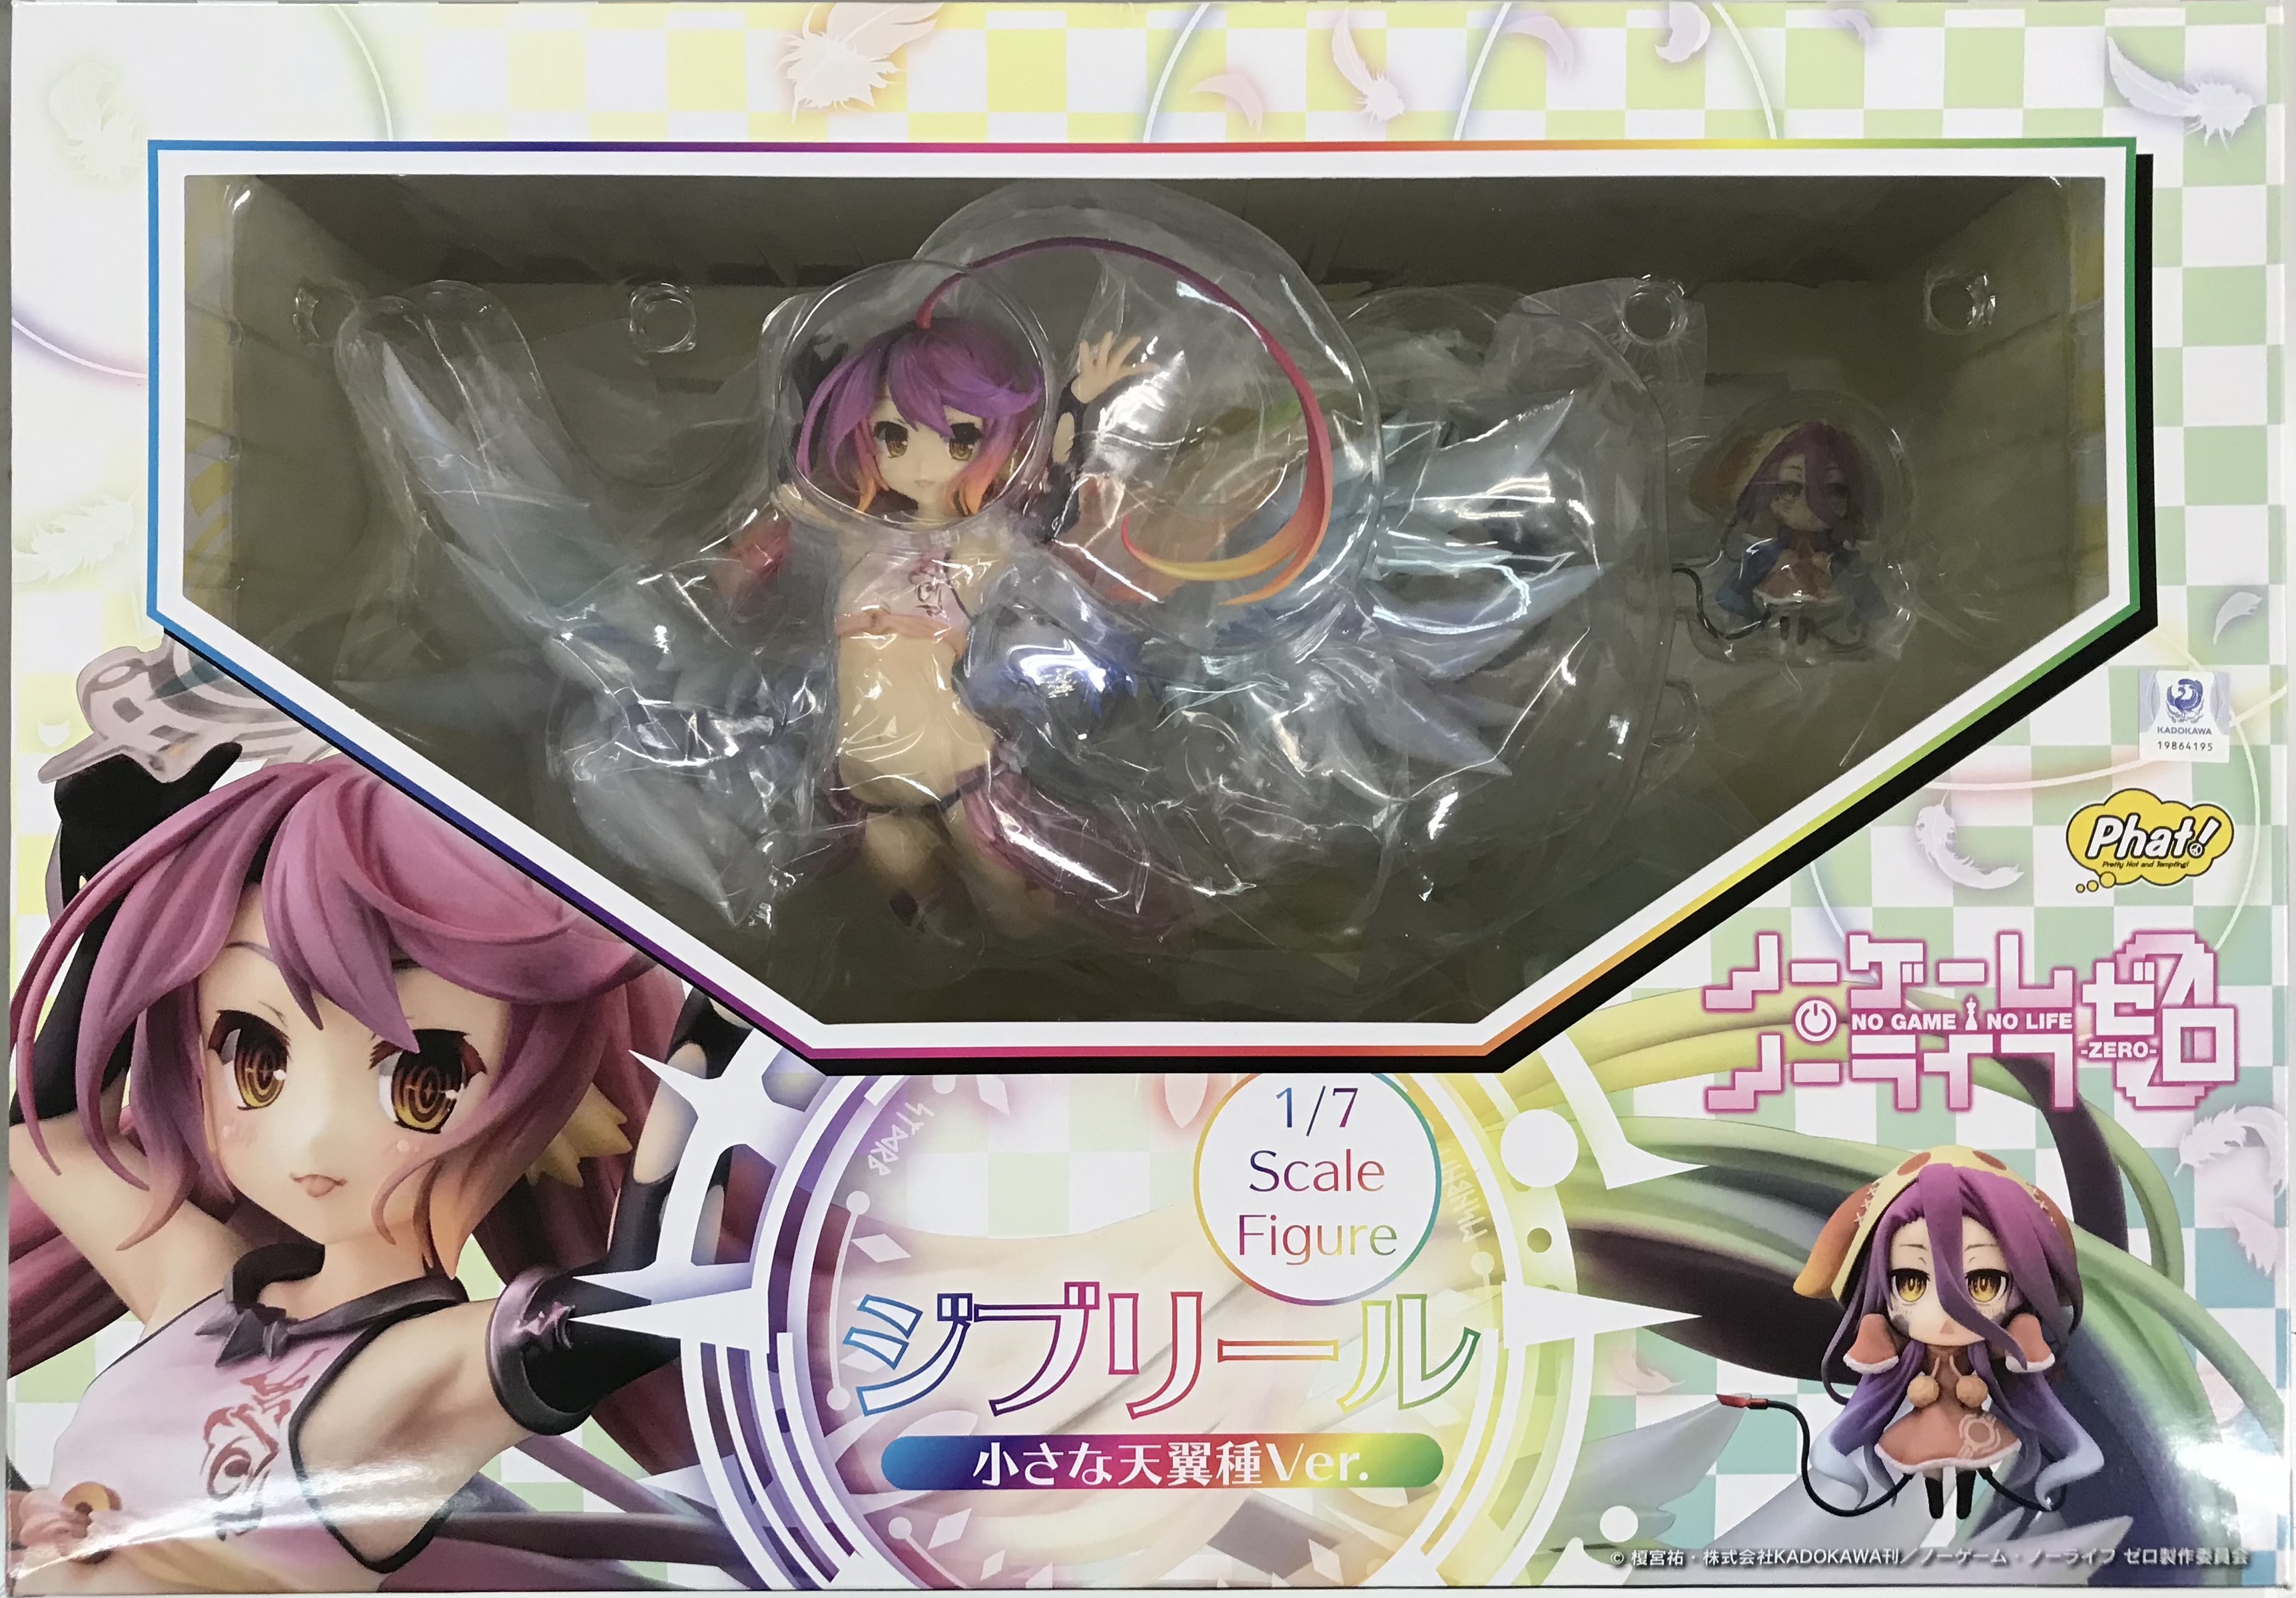 KADOKAWA
19864195
Phat!
Pretty Hot and Tempting!
ノーゲーム
NO GAME NO LIFE
ノーライフ
ゼロ
-ZERO-
1/7
Scale
Figure
ジブリール
小さな天翼種Ver.
© 榎宮祐・株式会社KADOKAWA刊／ノーゲーム・ノーライフ ゼロ製作委員会